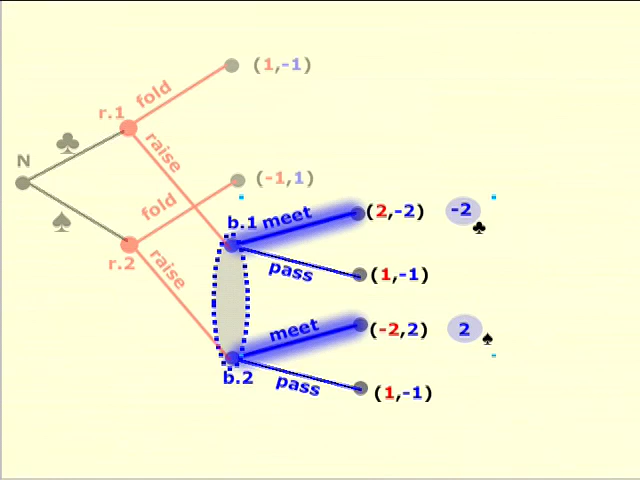 (1,-1)
fold
r.1
♣
raise
N
(-1,1)
fold
♠
b.1 meet (2,-2) -2 ♣
r.2
raise
pass (1,-1)
meet (-2,2) 2 ♠
b.2
pass (1,-1)